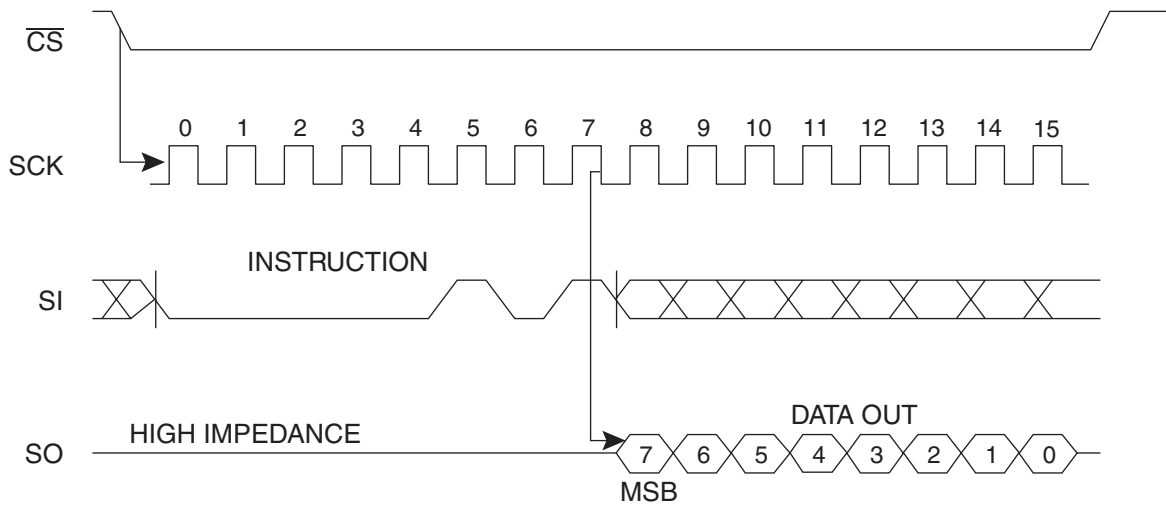 C̅S̅
0 1 2 3 4 5 6 7 8 9 10 11 12 13 14 15
SCK
INSTRUCTION
SI
DATA OUT
HIGH IMPEDANCE
SO
7 6 5 4 3 2 1 0
MSB